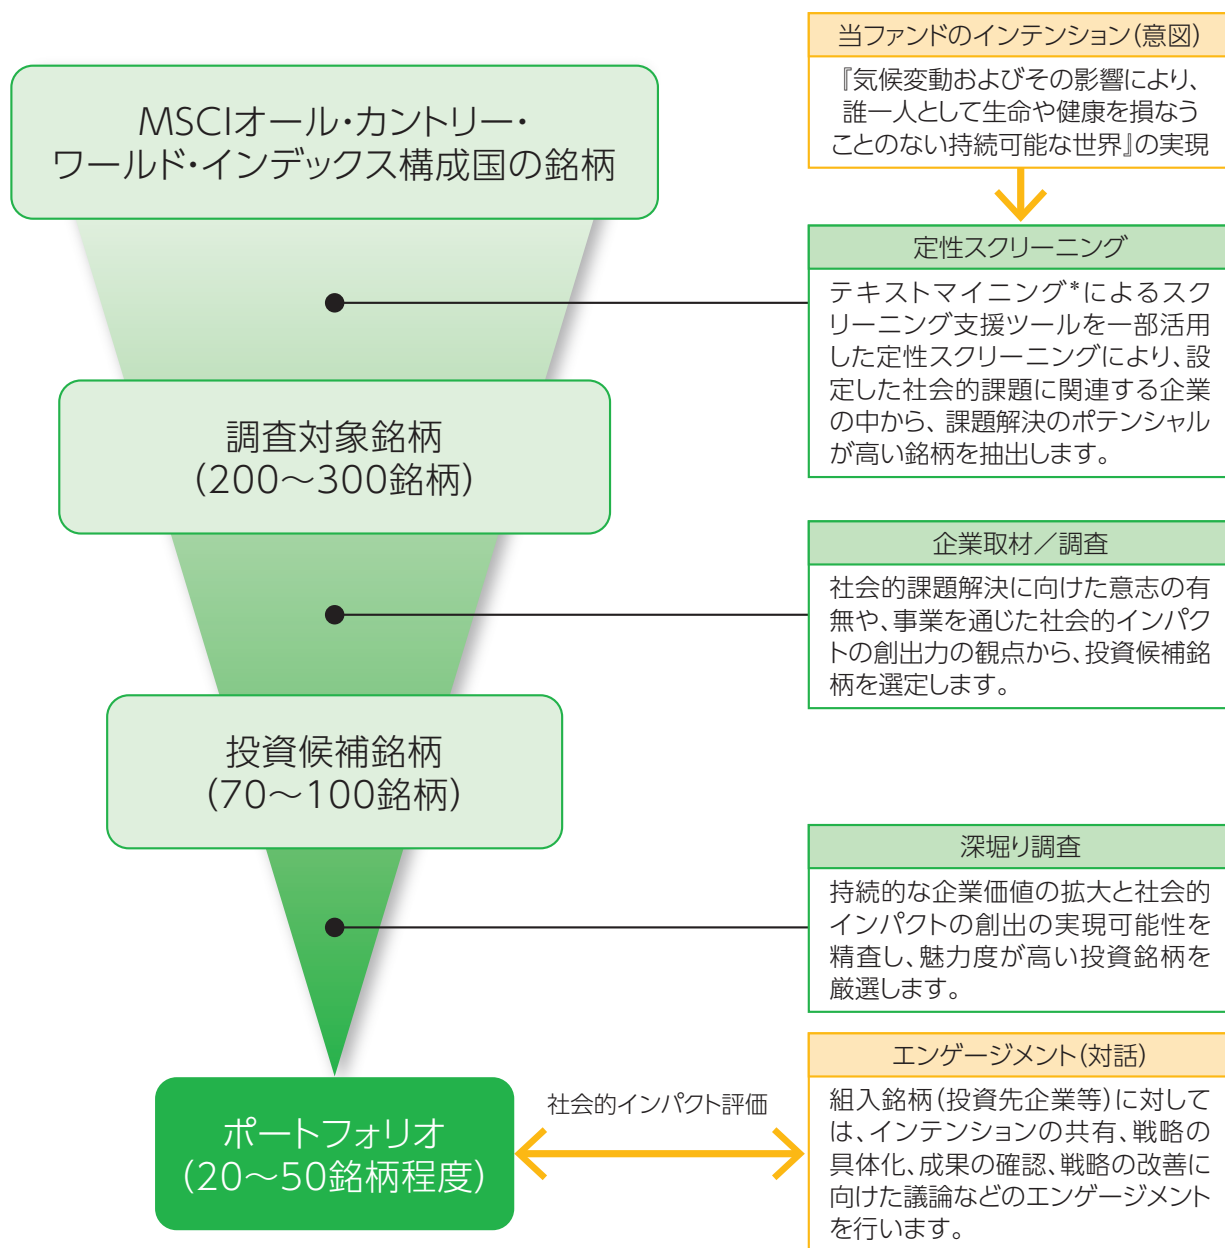 MSCIオール・カントリー・
ワールド・インデックス構成国の銘柄
当ファンドのインテンション(意図)
『気候変動およびその影響により、
誰一人として生命や健康を損なう
ことのない持続可能な世界』の実現
定性スクリーニング
テキストマイニング*によるスク
リーニング支援ツールを一部活用
した定性スクリーニングにより、設
定した社会的課題に関連する企業
の中から、課題解決のポテンシャル
が高い銘柄を抽出します。
調査対象銘柄
(200～300銘柄)
企業取材／調査
社会的課題解決に向けた意志の有
無や、事業を通じた社会的インパク
トの創出力の観点から、投資候補銘
柄を選定します。
投資候補銘柄
(70～100銘柄)
深堀り調査
持続的な企業価値の拡大と社会的
インパクトの創出の実現可能性を
精査し、魅力度が高い投資銘柄を
厳選します。
ポートフォリオ
(20～50銘柄程度)
社会的インパクト評価
エンゲージメント(対話)
組入銘柄(投資先企業等)に対して
は、インテンションの共有、戦略の
具体化、成果の確認、戦略の改善に
向けた議論などのエンゲージメント
を行います。